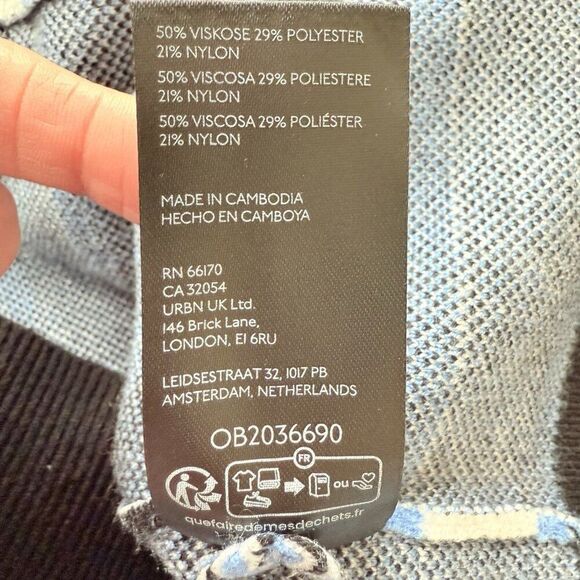 50% VISKOSE 29% POLYESTER
21% NYLON
50% VISCOSA 29% POLIESTERE
21% NYLON
50% VISCOSA 29% POLIÉSTER
21% NYLON
MADE IN CAMBODIA
HECHO EN CAMBOYA
RN 66170
CA 32054
URBN UK Ltd.
146 Brick Lane,
LONDON, E1 6RU
LEIDSESTRAAT 32, 1017 PB
AMSTERDAM, NETHERLANDS
OB2036690
FR
ou
quefairedemesdechets.fr